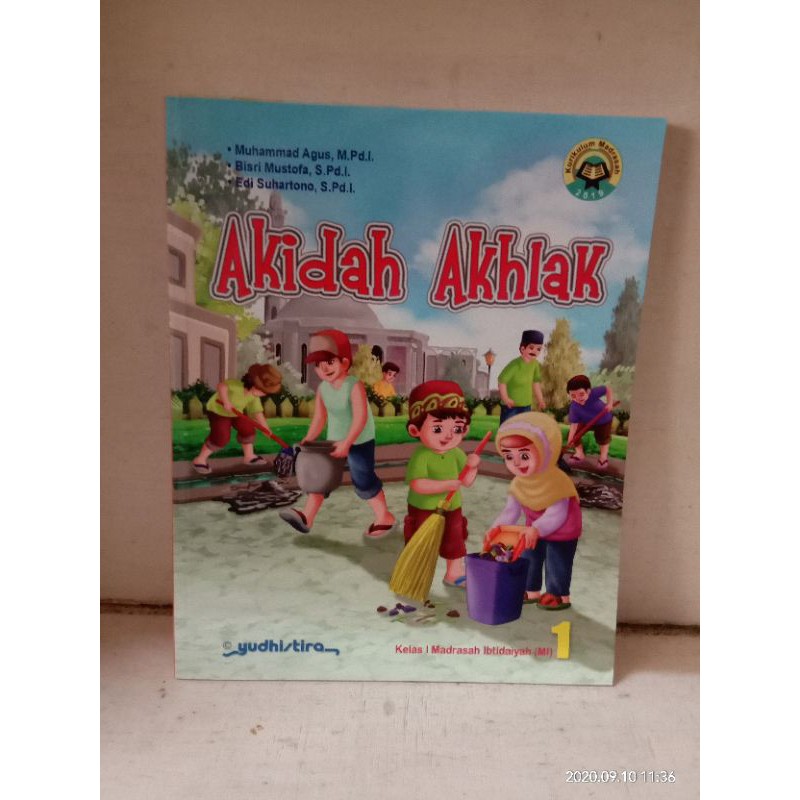 • Muhammad Agus, M.Pd.I.
• Bisri Mustofa, S.Pd.I.
• Edi Suhartono, S.Pd.I.
Kurikulum Madrasah
2019
Akidah Akhlak
© yudhistira
Kelas I Madrasah Ibtidaiyah (MI) 1
2020.09.10 11:36